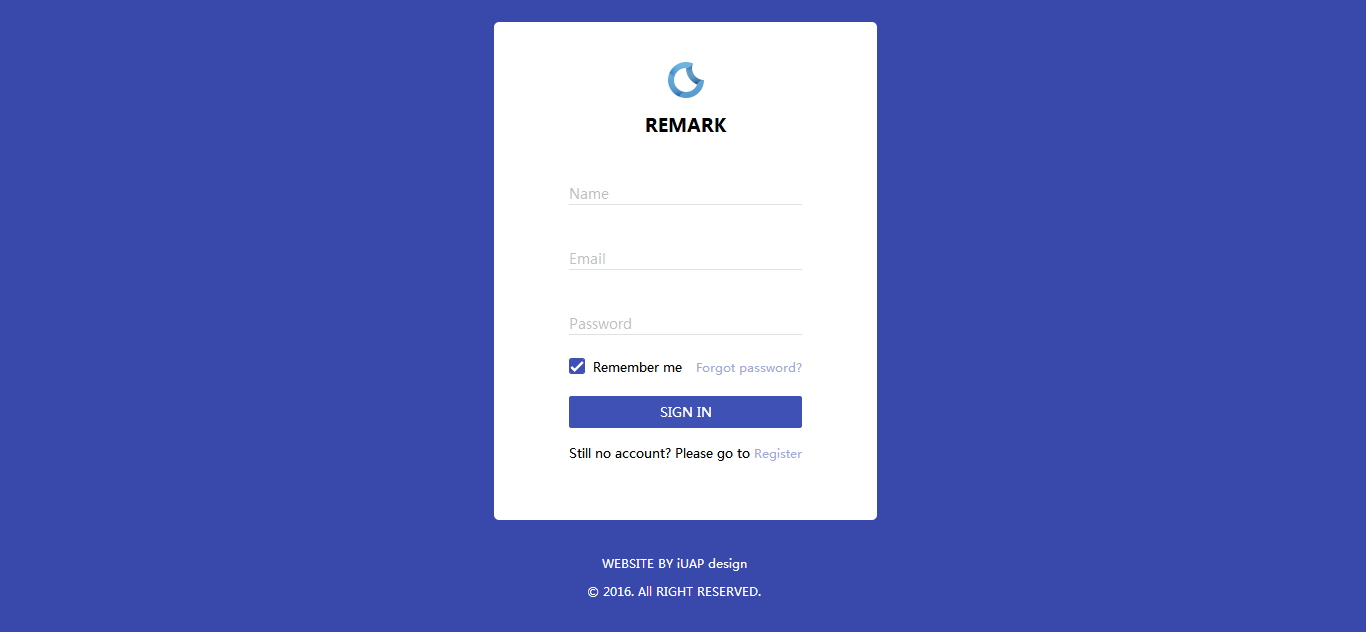 REMARK
Name
Email
Password
Remember me Forgot password?
SIGN IN
Still no account? Please go to Register
WEBSITE BY iUAP design
© 2016. All RIGHT RESERVED.